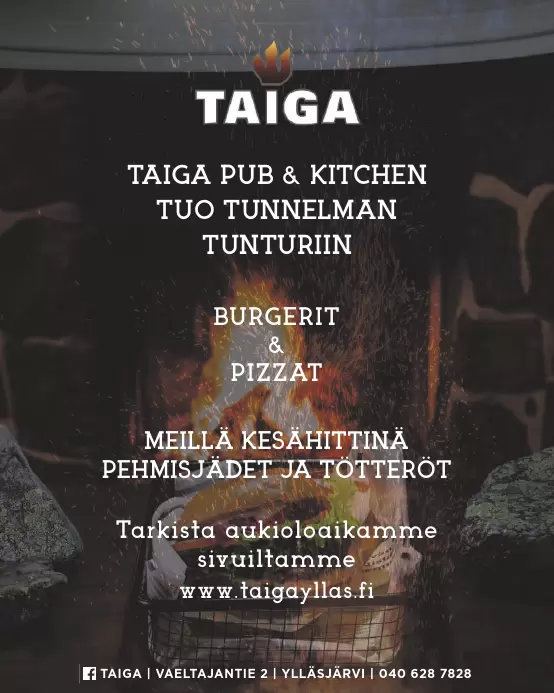 TAIGA
TAIGA PUB & KITCHEN
TUO TUNNELMAN
TUNTURIIN
BURGERIT
&
PIZZAT
MEILLÄ KESÄHITTINÄ
PEHMISJÄDET JA TÖTTERÖT
Tarkista aukioloaikamme
sivuiltamme
www.taigayllas.fi
TAIGA | VAELTAJANTIE 2 | YLLÄSJÄRVI | 040 628 7828